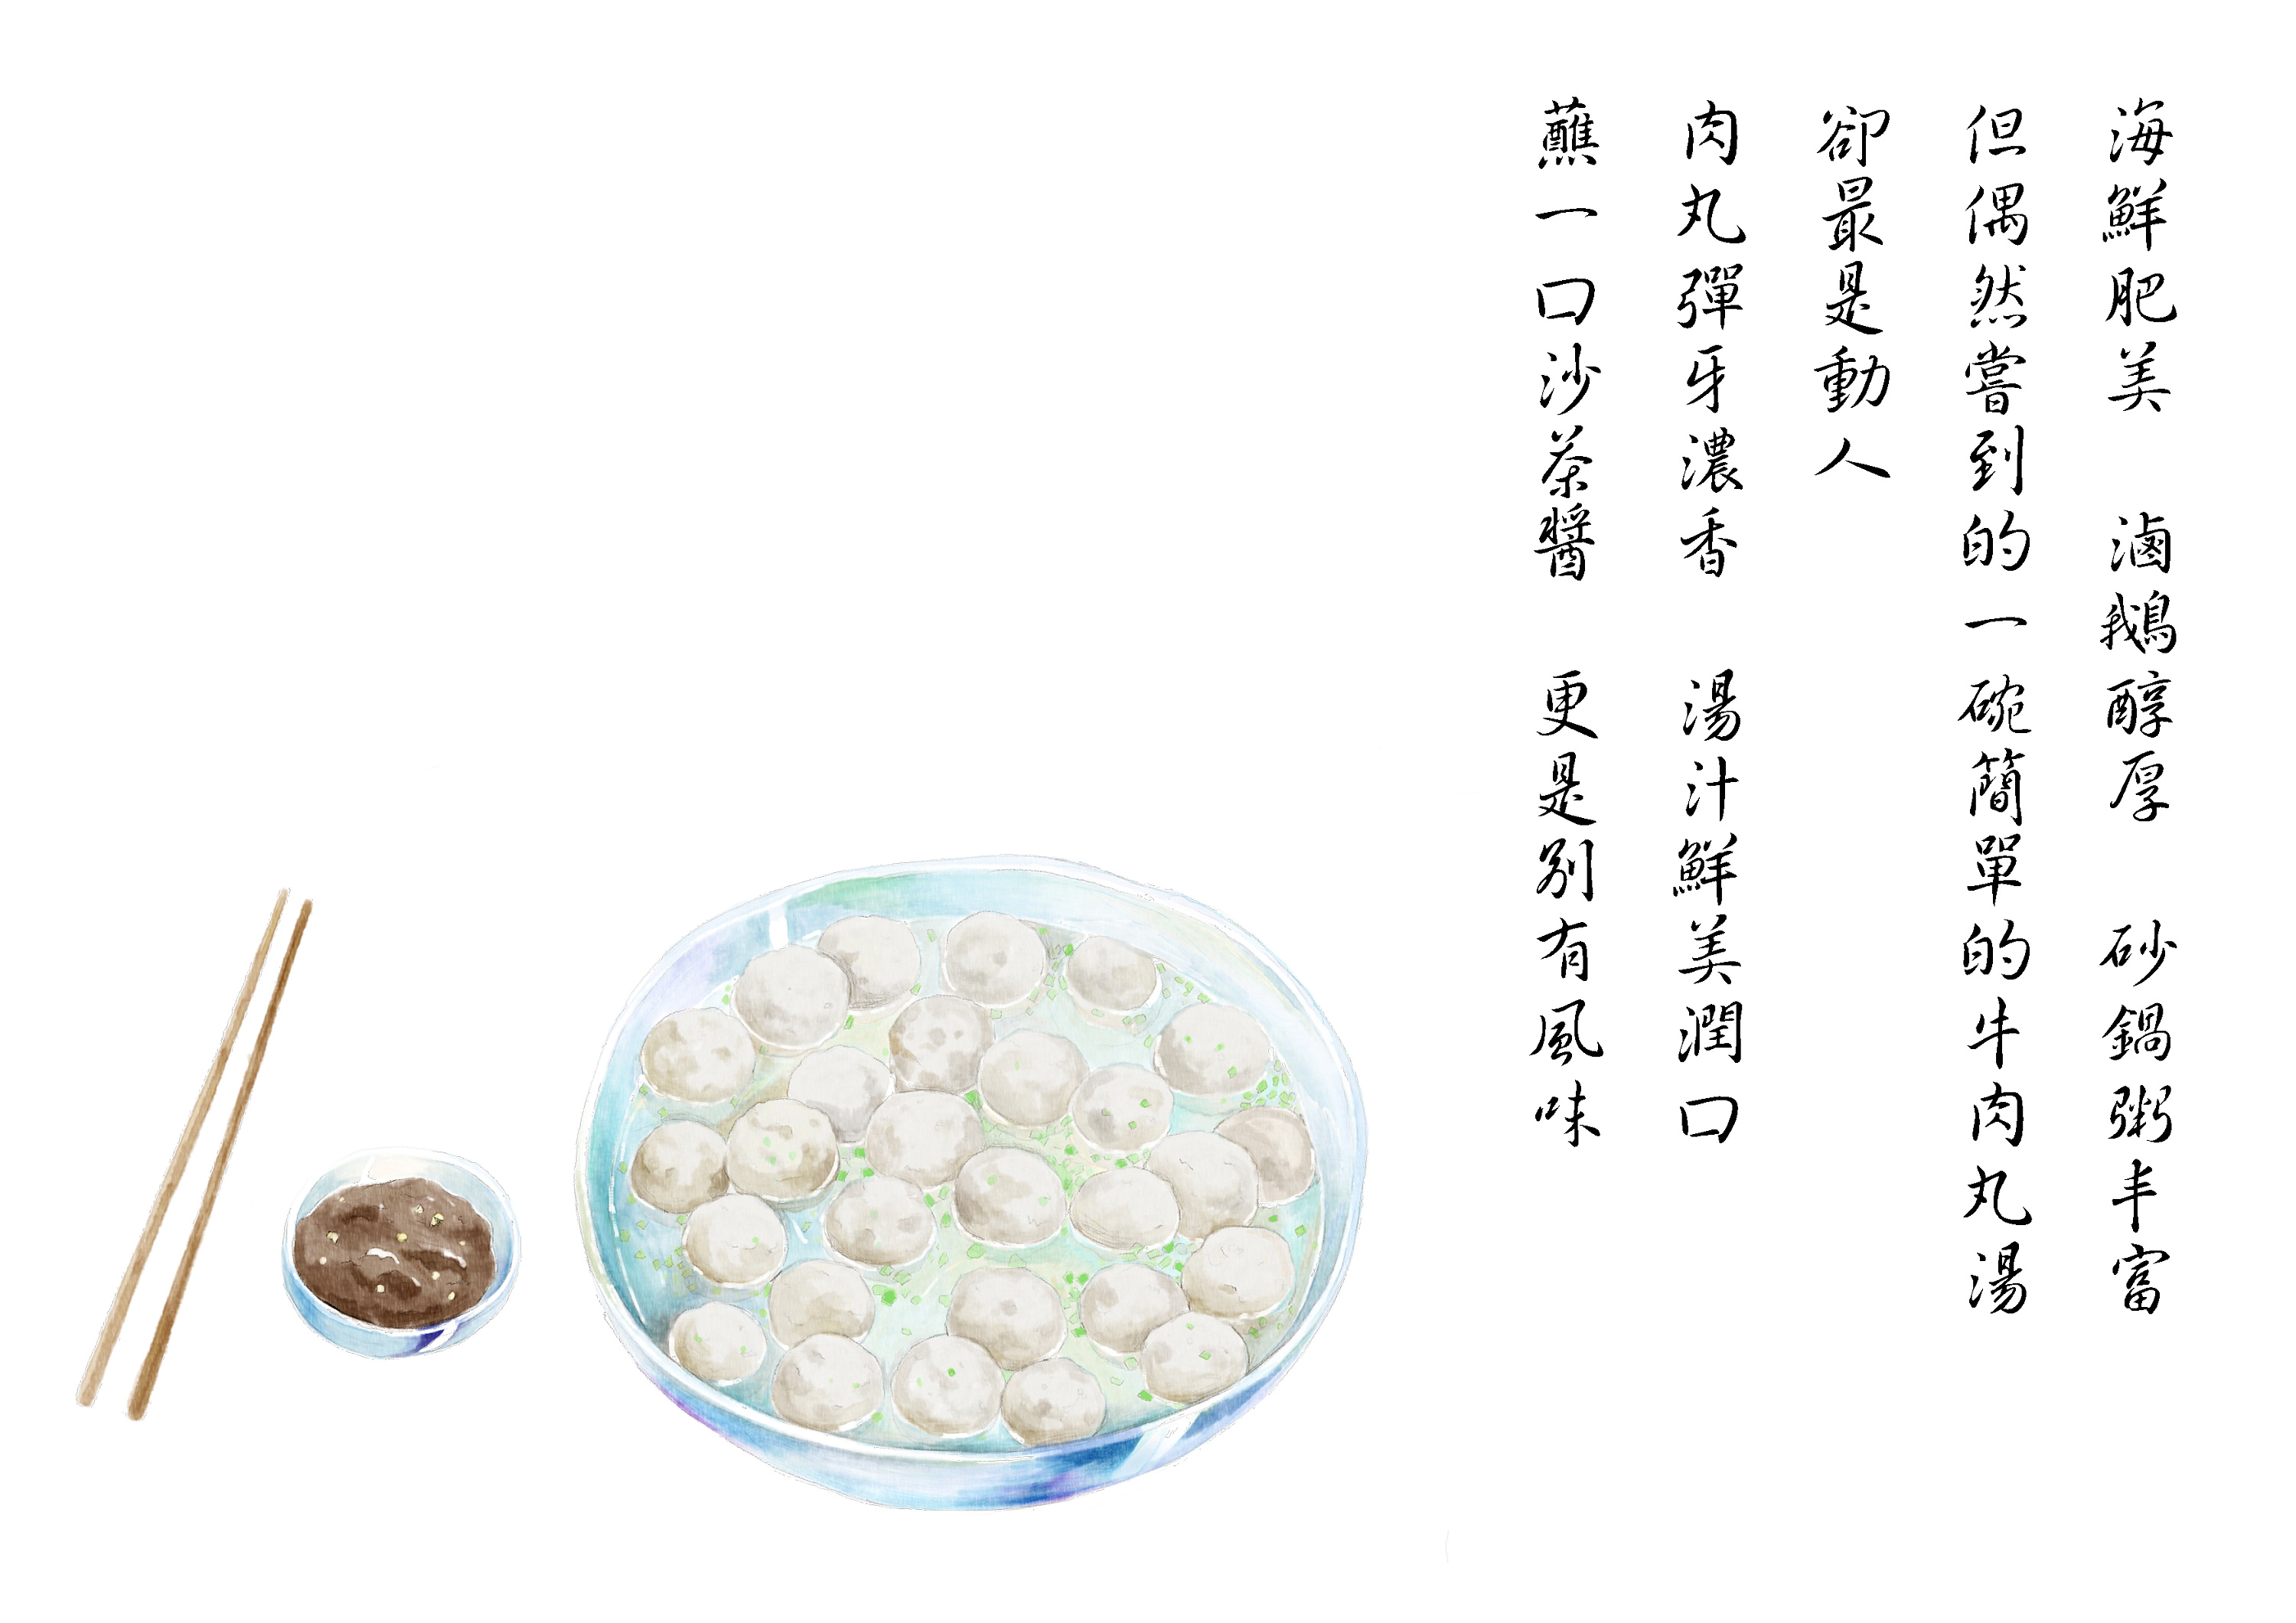 海鮮肥美　滷鵝醇厚　砂鍋粥丰富
但偶然嘗到的一碗簡單的牛肉丸湯
卻最是動人
肉丸彈牙濃香　湯汁鮮美潤口
蘸一口沙茶醬　更是別有風味